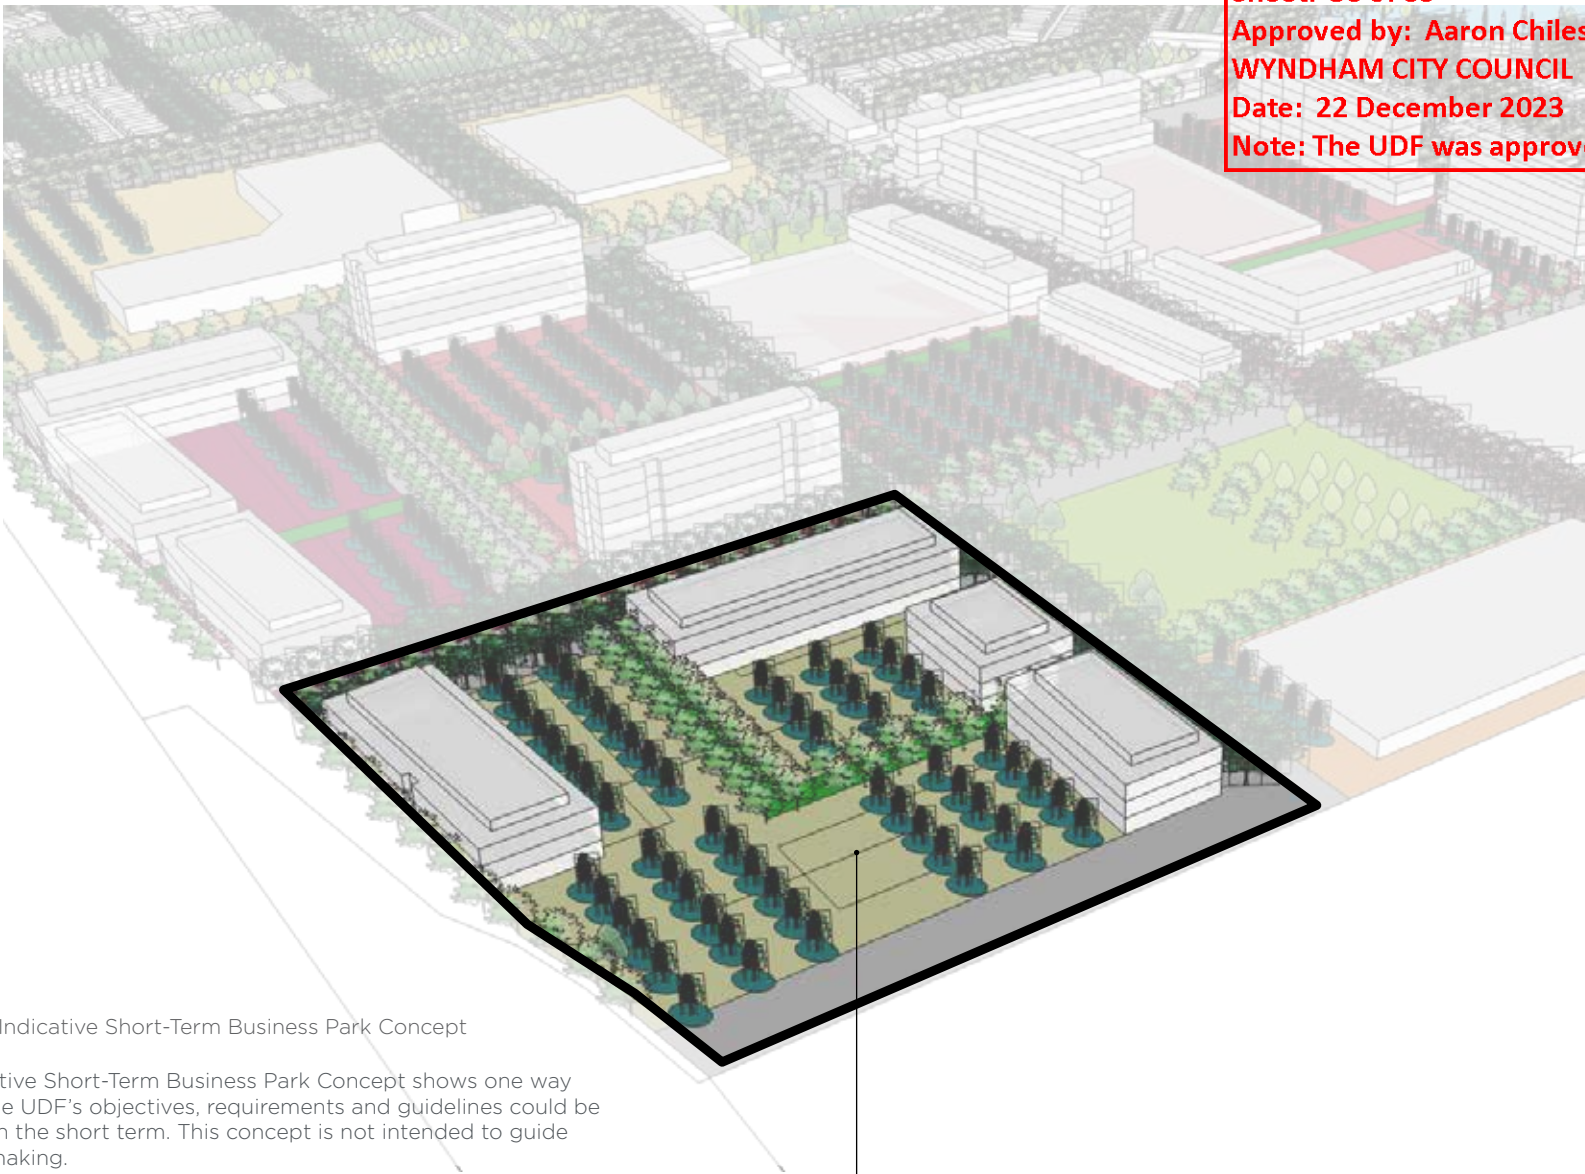 Approved by: Aaron Chiles
WYNDHAM CITY COUNCIL
Date: 22 December 2023
Note: The UDF was approv
Indicative Short-Term Business Park Concept
tive Short-Term Business Park Concept shows one way
e UDF's objectives, requirements and guidelines could be
n the short term. This concept is not intended to guide
naking.